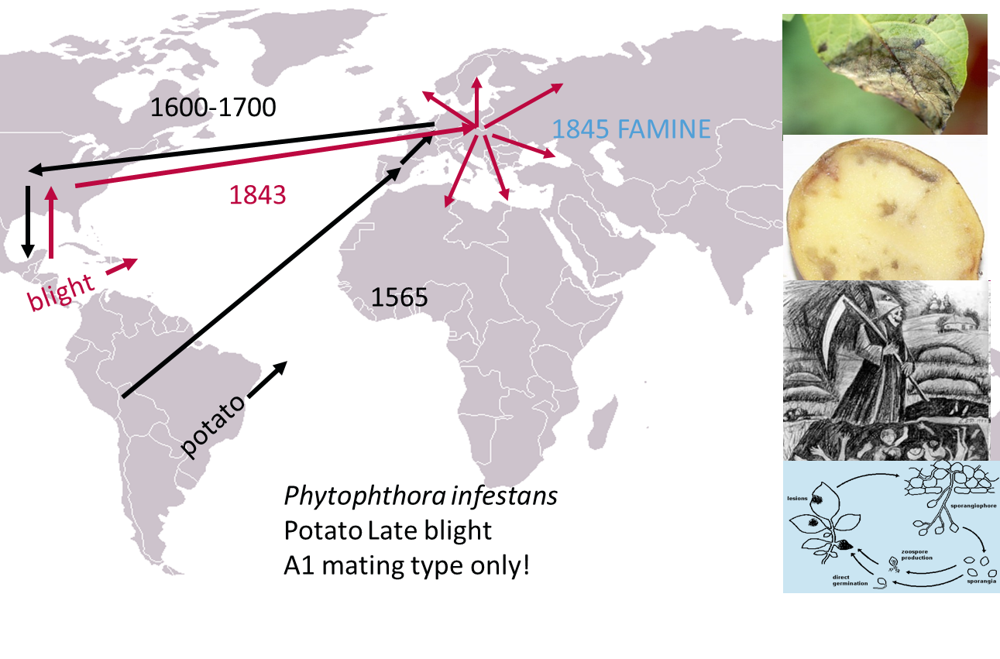 1600-1700
1845 FAMINE
1843
blight
1565
potato
Phytophthora infestans
Potato Late blight
A1 mating type only!
lesions
sporangiophore
zoospore
production
direct
germination
sporangia